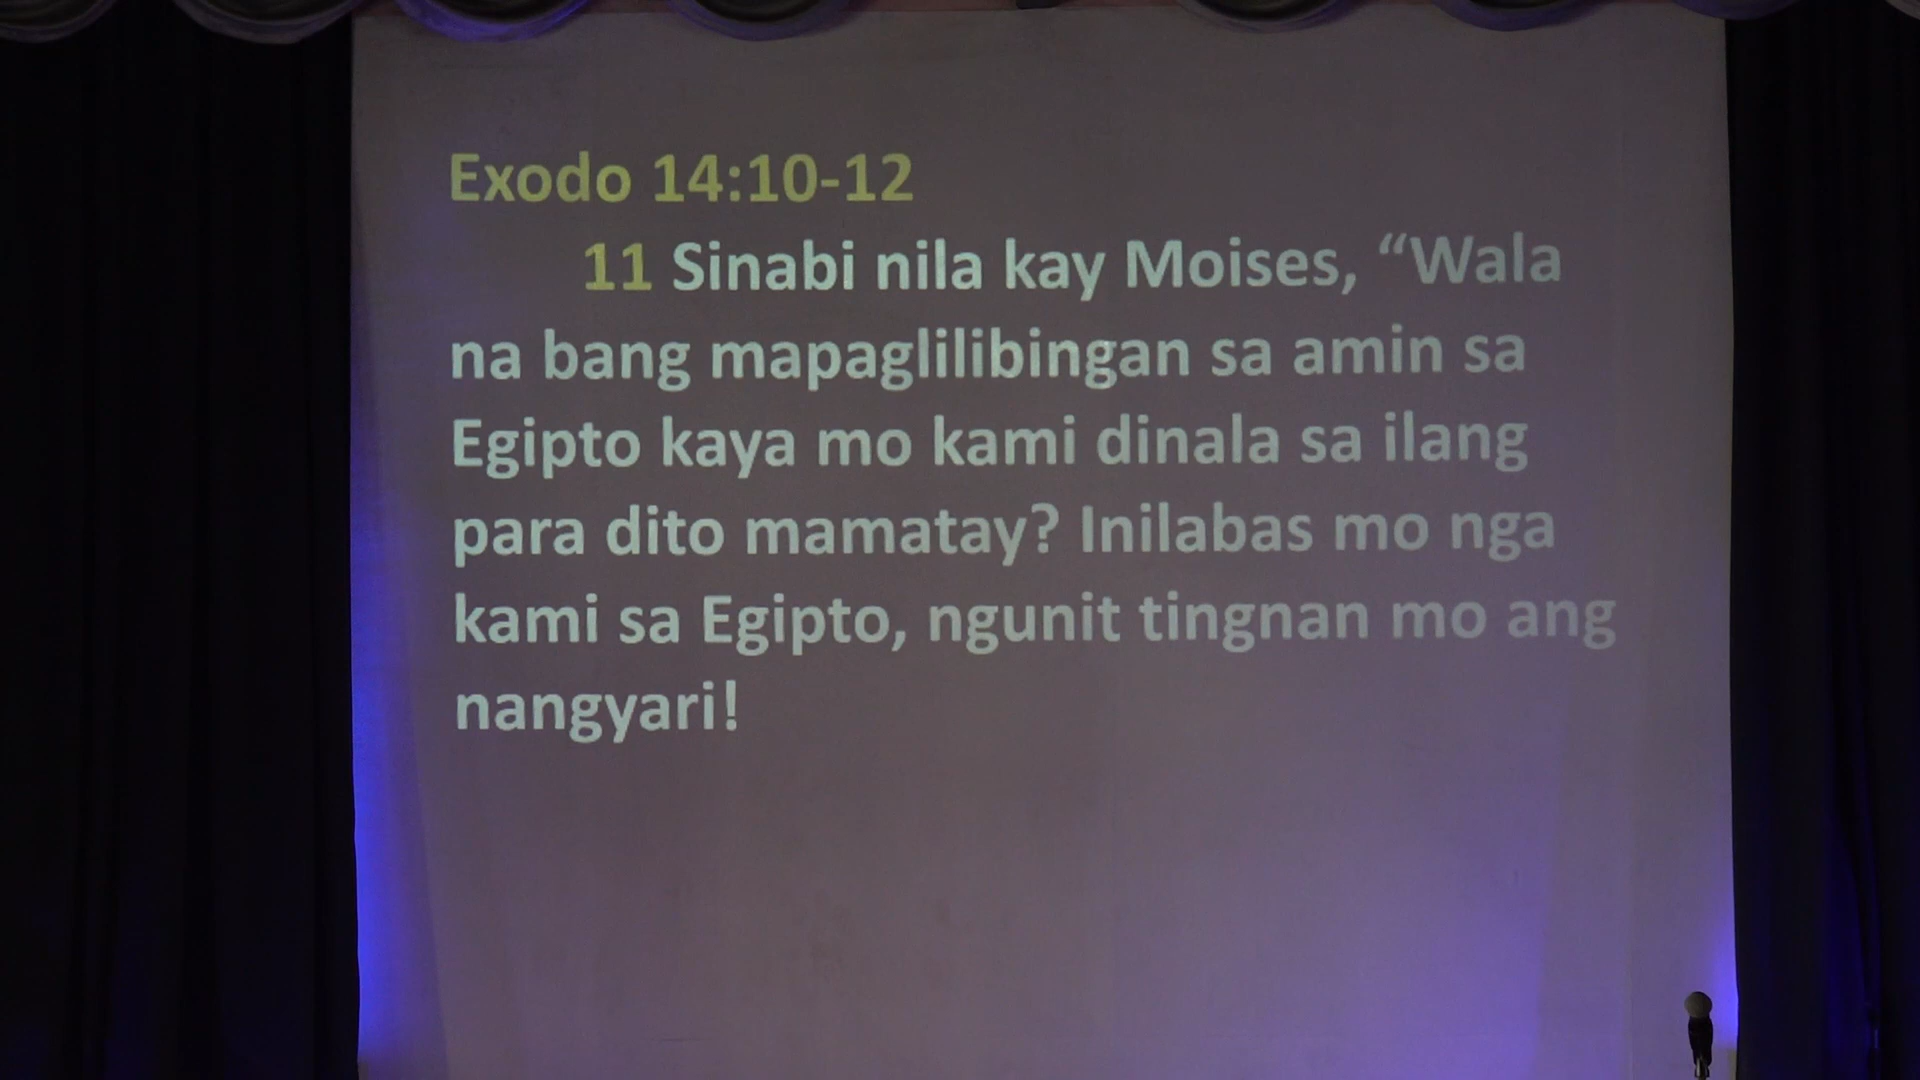 Exodo 14:10-12
11 Sinabi nila kay Moises, “Wala
na bang mapaglilibingan sa amin sa
Egipto kaya mo kami dinala sa ilang
para dito mamatay? Inilabas mo nga
kami sa Egipto, ngunit tingnan mo ang
nangyari!